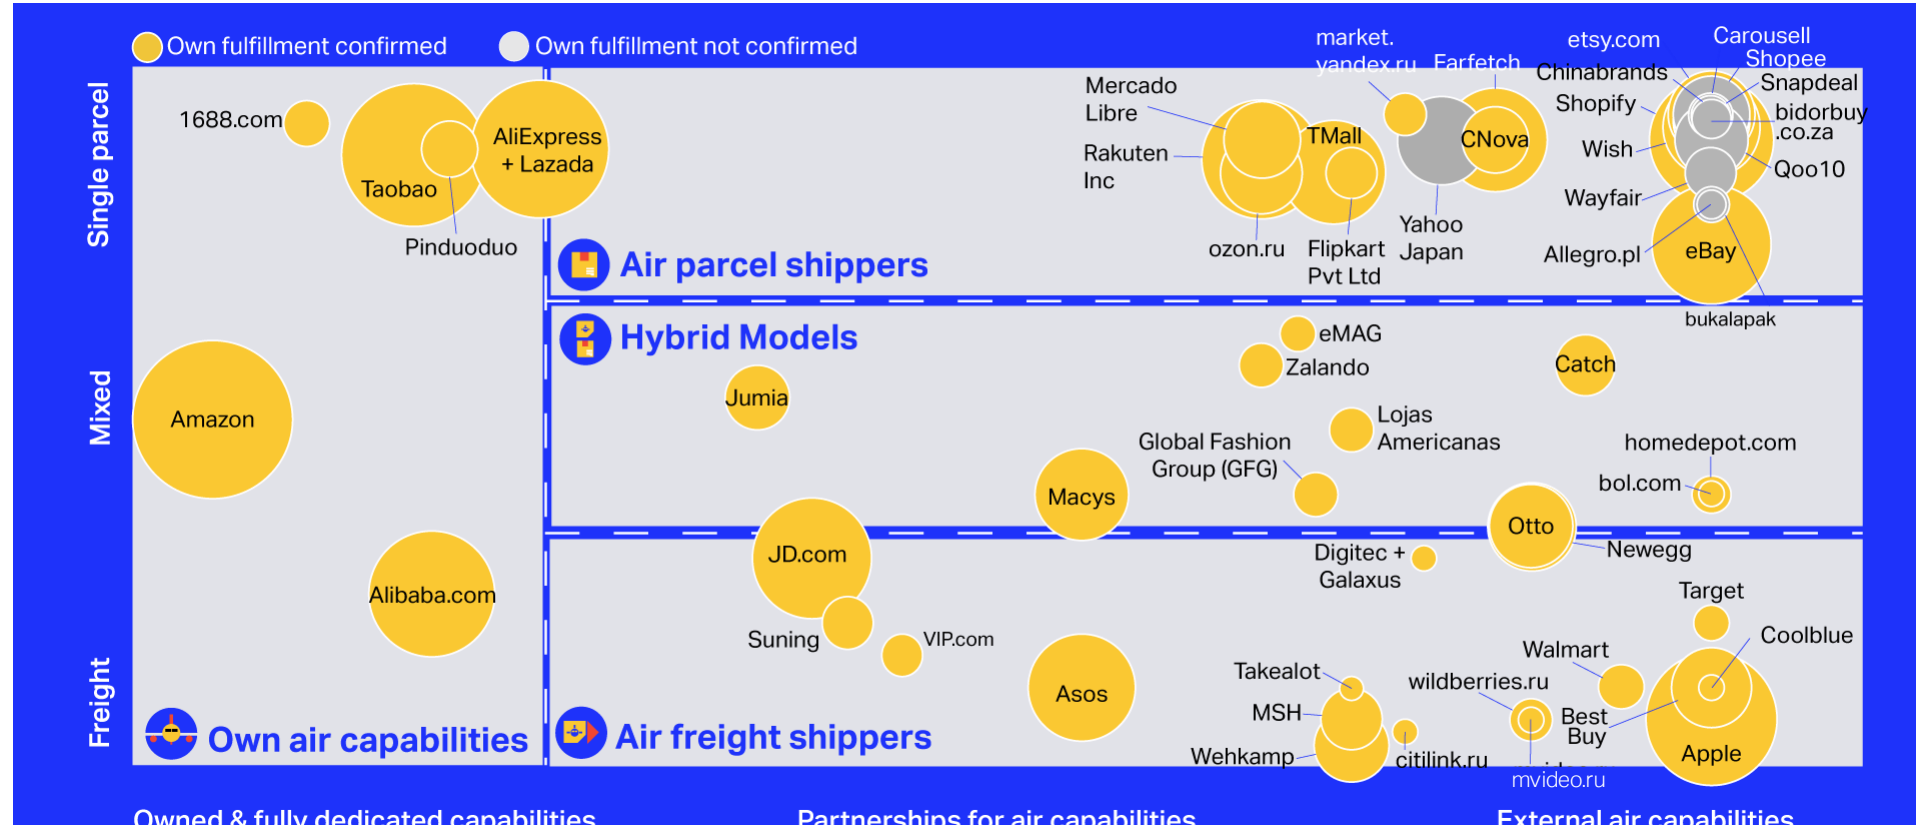 Own fulfillment confirmed
Own fulfillment not confirmed
Single parcel
Mixed
Freight
1688.com
Taobao
Pinduoduo
AliExpress
+ Lazada
Amazon
Alibaba.com
Own air capabilities
Air parcel shippers
Mercado
Libre
Rakuten
Inc
ozon.ru
TMall
Flipkart
Pvt Ltd
market.
yandex.ru
Farfetch
CNova
Yahoo
Japan
etsy.com
Carousell
Shopee
Chinabrands
Snapdeal
Shopify
bidorbuy
.co.za
Wish
Qoo10
Wayfair
Allegro.pl
eBay
bukalapak
Hybrid Models
eMAG
Zalando
Catch
Jumia
Lojas
Americanas
Global Fashion
Group (GFG)
Macys
homedepot.com
bol.com
Otto
Newegg
JD.com
Suning
VIP.com
Digitec +
Galaxus
Asos
Air freight shippers
Takealot
MSH
Wehkamp
citilink.ru
wildberries.ru
mvideo.ru
Walmart
Target
Coolblue
Best
Buy
Apple
Owned & fully dedicated capabilities
Partnerships for air capabilities
External air capabilities